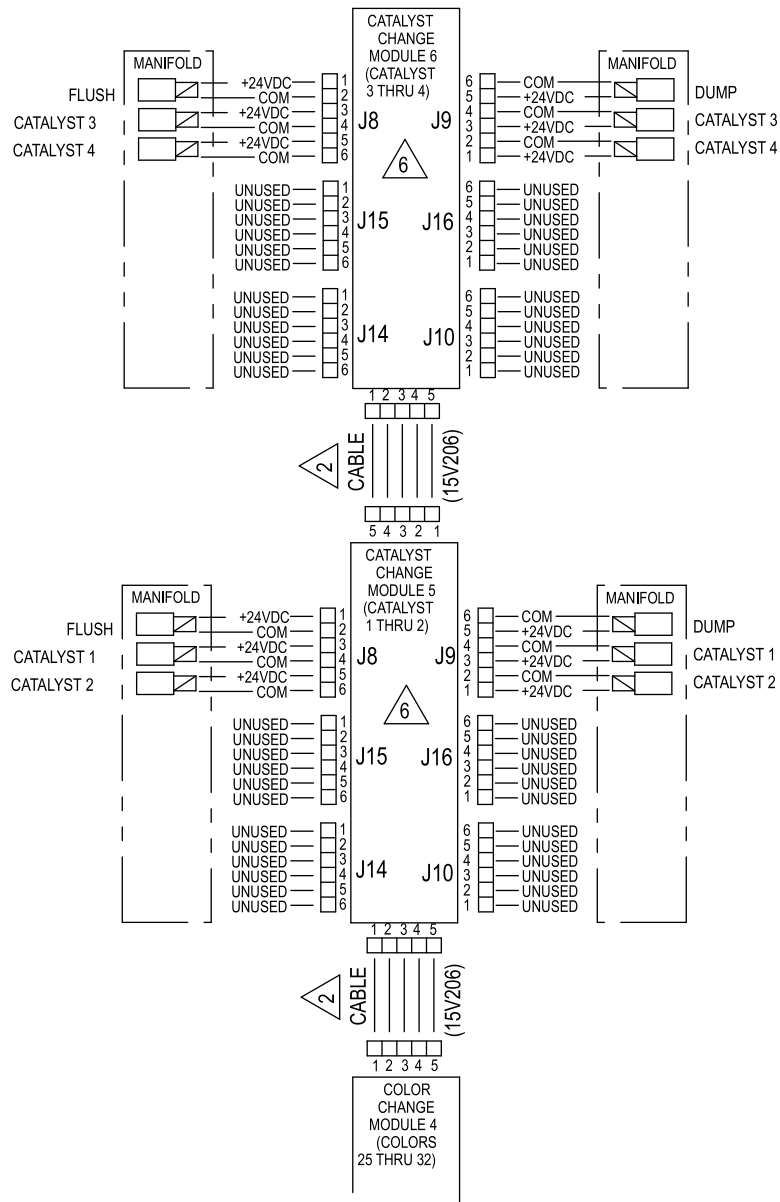 CATALYST
CHANGE
MODULE 6
(CATALYST
3 THRU 4)
MANIFOLD
FLUSH
CATALYST 3
CATALYST 4
+24VDC 1
COM 2
+24VDC 3
COM 4
+24VDC 5
COM 6
J8 J9
6
6 COM
5 +24VDC
4 COM
3 +24VDC
2 COM
1 +24VDC
MANIFOLD
DUMP
CATALYST 3
CATALYST 4
UNUSED 1
UNUSED 2
UNUSED 3
UNUSED 4
UNUSED 5
UNUSED 6
J15 J16
6 UNUSED
5 UNUSED
4 UNUSED
3 UNUSED
2 UNUSED
1 UNUSED
UNUSED 1
UNUSED 2
UNUSED 3
UNUSED 4
UNUSED 5
UNUSED 6
J14 J10
6 UNUSED
5 UNUSED
4 UNUSED
3 UNUSED
2 UNUSED
1 UNUSED
1 2 3 4 5
2
CABLE
(15V206)
5 4 3 2 1
CATALYST
CHANGE
MODULE 5
(CATALYST
1 THRU 2)
MANIFOLD
FLUSH
CATALYST 1
CATALYST 2
+24VDC 1
COM 2
+24VDC 3
COM 4
+24VDC 5
COM 6
J8 J9
6
6 COM
5 +24VDC
4 COM
3 +24VDC
2 COM
1 +24VDC
MANIFOLD
DUMP
CATALYST 1
CATALYST 2
UNUSED 1
UNUSED 2
UNUSED 3
UNUSED 4
UNUSED 5
UNUSED 6
J15 J16
6 UNUSED
5 UNUSED
4 UNUSED
3 UNUSED
2 UNUSED
1 UNUSED
UNUSED 1
UNUSED 2
UNUSED 3
UNUSED 4
UNUSED 5
UNUSED 6
J14 J10
6 UNUSED
5 UNUSED
4 UNUSED
3 UNUSED
2 UNUSED
1 UNUSED
1 2 3 4 5
2
CABLE
(15V206)
1 2 3 4 5
COLOR
CHANGE
MODULE 4
(COLORS
25 THRU 32)